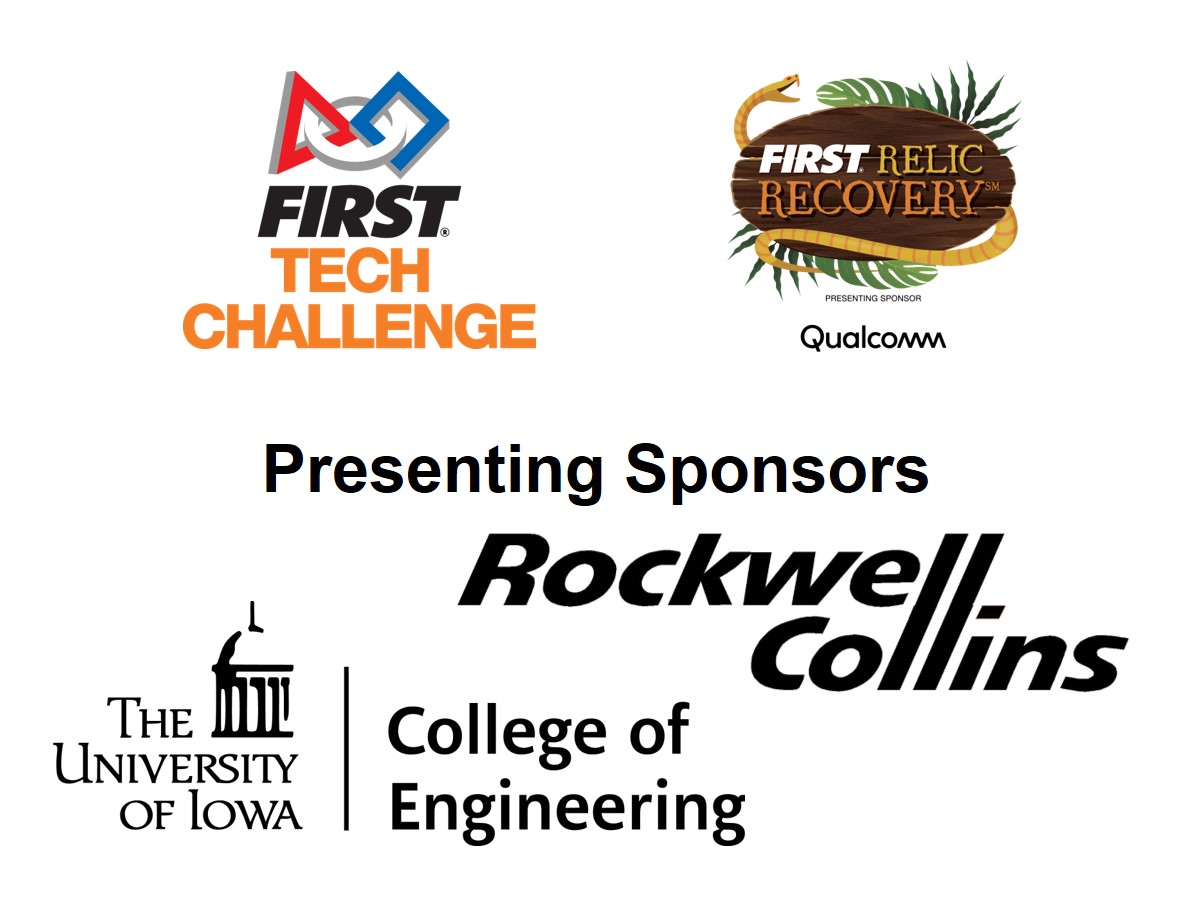 FIRST®
TECH
CHALLENGE
FIRST® RELIC
RECOVERY℠
PRESENTING SPONSOR
Qualcomm
Presenting Sponsors
Rockwell
Collins
THE
UNIVERSITY
OF IOWA
College of
Engineering